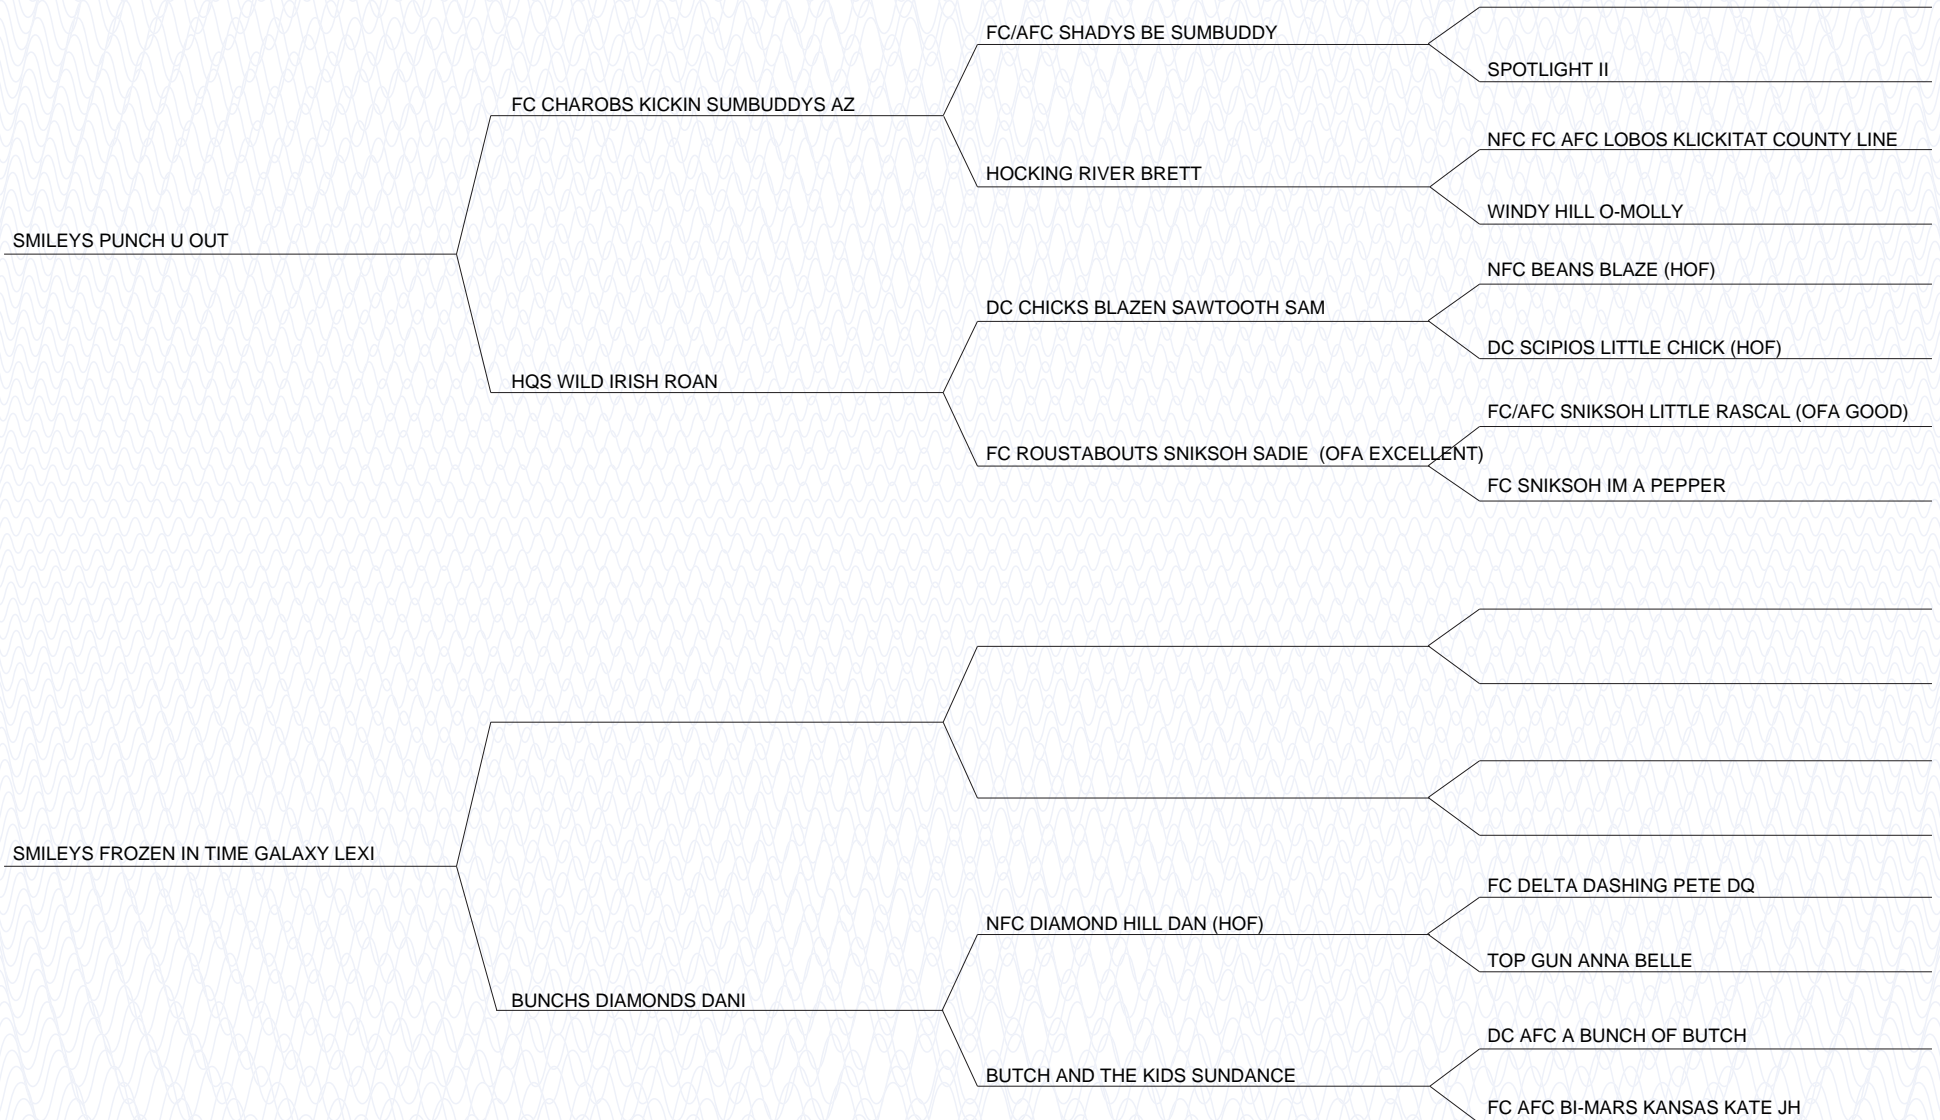 FC/AFC SHADYS BE SUMBUDDY
SPOTLIGHT II
FC CHAROBS KICKIN SUMBUDDYS AZ
NFC FC AFC LOBOS KLICKITAT COUNTY LINE
HOCKING RIVER BRETT
WINDY HILL O-MOLLY
SMILEYS PUNCH U OUT
NFC BEANS BLAZE (HOF)
DC CHICKS BLAZEN SAWTOOTH SAM
DC SCIPIOS LITTLE CHICK (HOF)
HQS WILD IRISH ROAN
FC/AFC SNIKSOH LITTLE RASCAL (OFA GOOD)
FC ROUSTABOUTS SNIKSOH SADIE (OFA EXCELLENT)
FC SNIKSOH IM A PEPPER
SMILEYS FROZEN IN TIME GALAXY LEXI
FC DELTA DASHING PETE DQ
NFC DIAMOND HILL DAN (HOF)
TOP GUN ANNA BELLE
BUNCHS DIAMONDS DANI
DC AFC A BUNCH OF BUTCH
BUTCH AND THE KIDS SUNDANCE
FC AFC BI-MARS KANSAS KATE JH